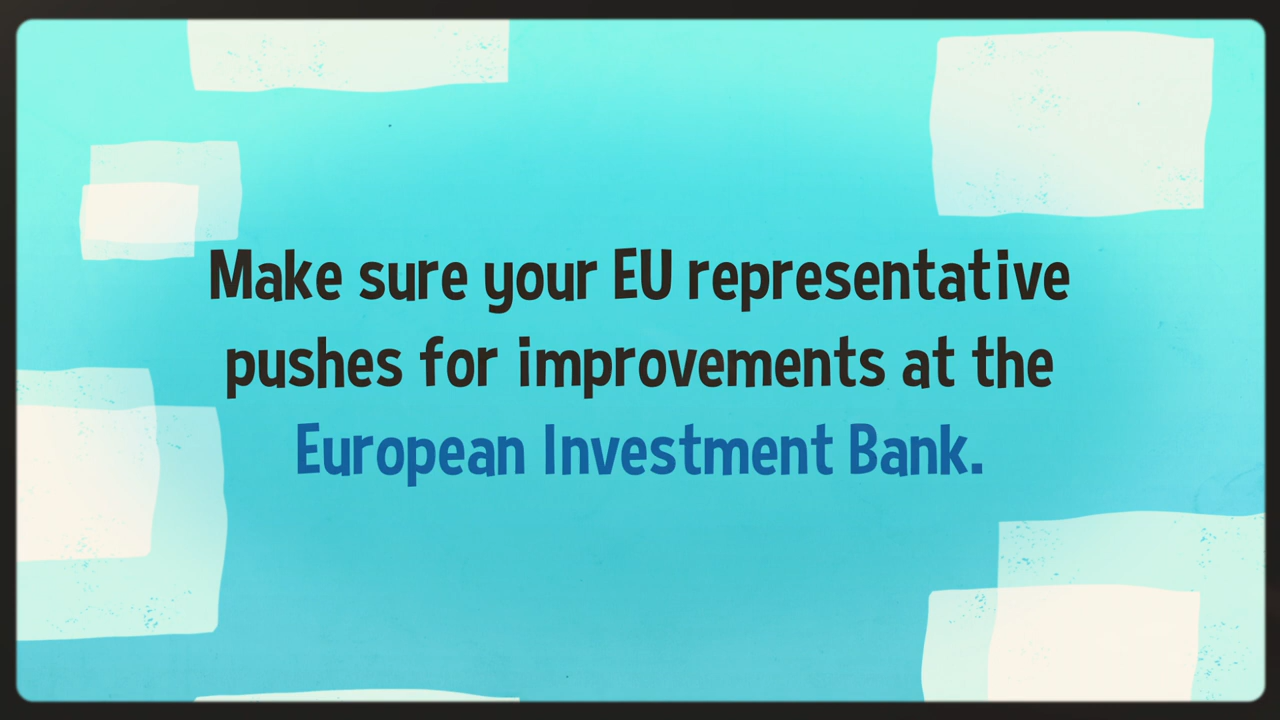 Make sure your EU representative
pushes for improvements at the
European Investment Bank.